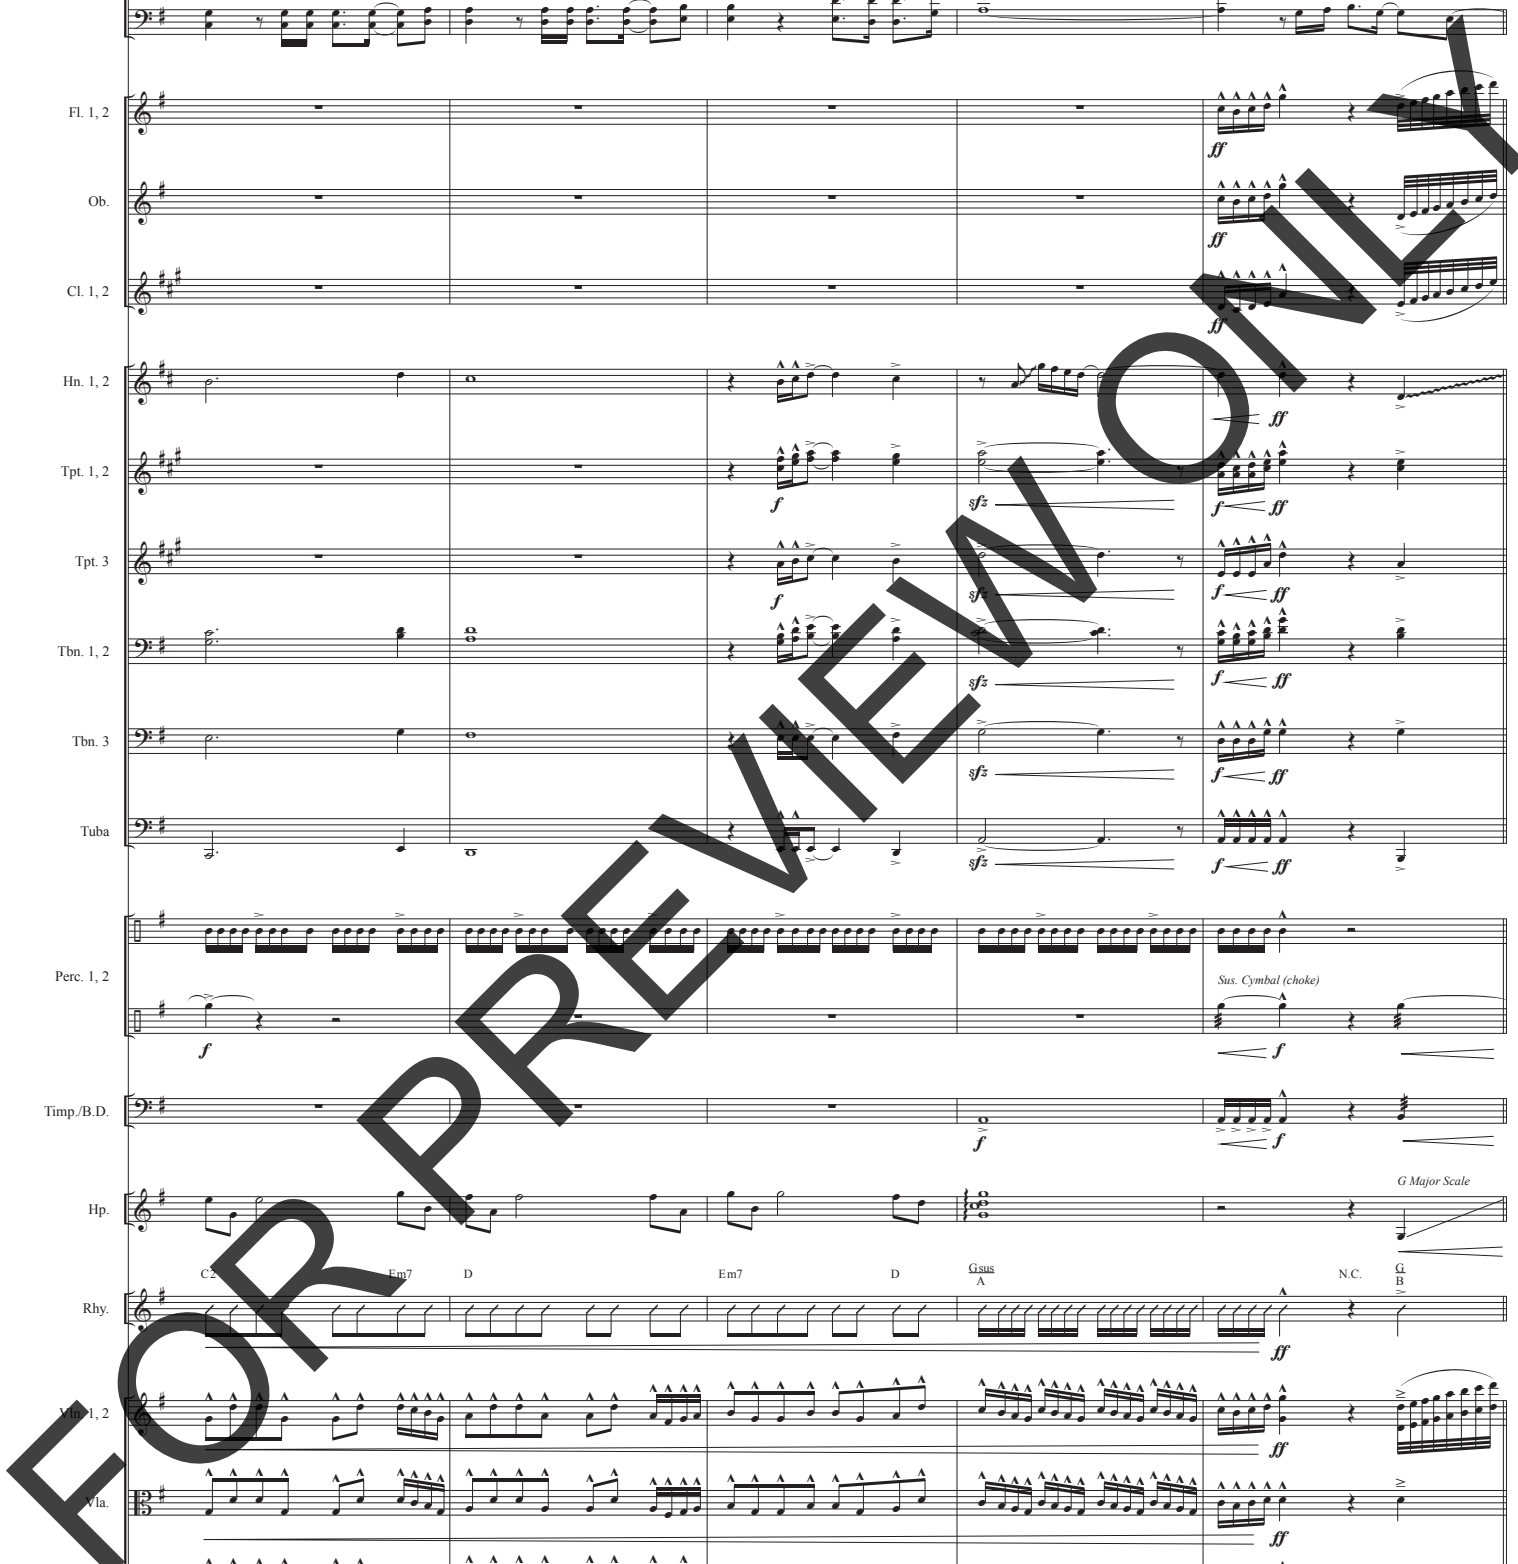 Fl. 1, 2
ff
Ob.
ff
Cl. 1, 2
ff
Hn. 1, 2
ff
Tpt. 1, 2
f sfz f ff
Tpt. 3
f sfz f ff
Tbn. 1, 2
sfz f ff
Tbn. 3
sfz f ff
Tuba
sfz f ff
Perc. 1, 2
Sus. Cymbal (choke)
f f
Timp./B.D.
f f
G Major Scale
Hp.
C2 Em7 D Em7 D Gsus/A N.C. G/B
Rhy.
ff
Vln. 1, 2
ff
Vla.
ff
FOR PREVIEW ONLY